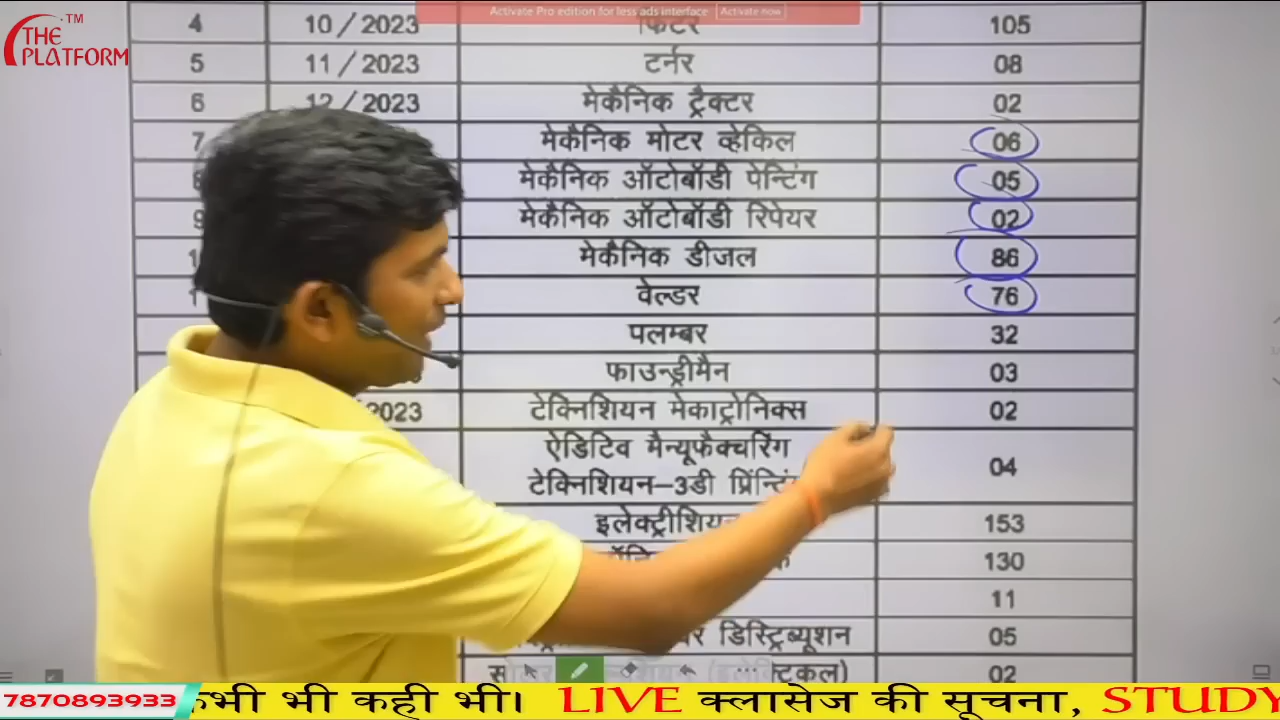 Activate Pro edition for less ads interface Activate now
THE PLATFORM TM
4 10/2023 फिटर 105
5 11/2023 टर्नर 08
6 12/2023 मेकैनिक ट्रैक्टर 02
7 मेकैनिक मोटर व्हेकिल 06
मेकैनिक ऑटोबॉडी पेन्टिंग 05
9 मेकैनिक ऑटोबॉडी रिपेयर 02
मेकैनिक डीजल 86
वेल्डर 76
पलम्बर 32
फाउन्ड्रीमैन 03
2023 टेक्निशियन मेकाट्रोनिक्स 02
ऐडिटिव मैन्यूफैक्चरिंग
टेक्निशियन-3डी 04
153
130
11
डिस्ट्रिब्यूशन 05
02
7870893933 कभी भी कही भी। LIVE क्लासेज की सूचना, STUDY